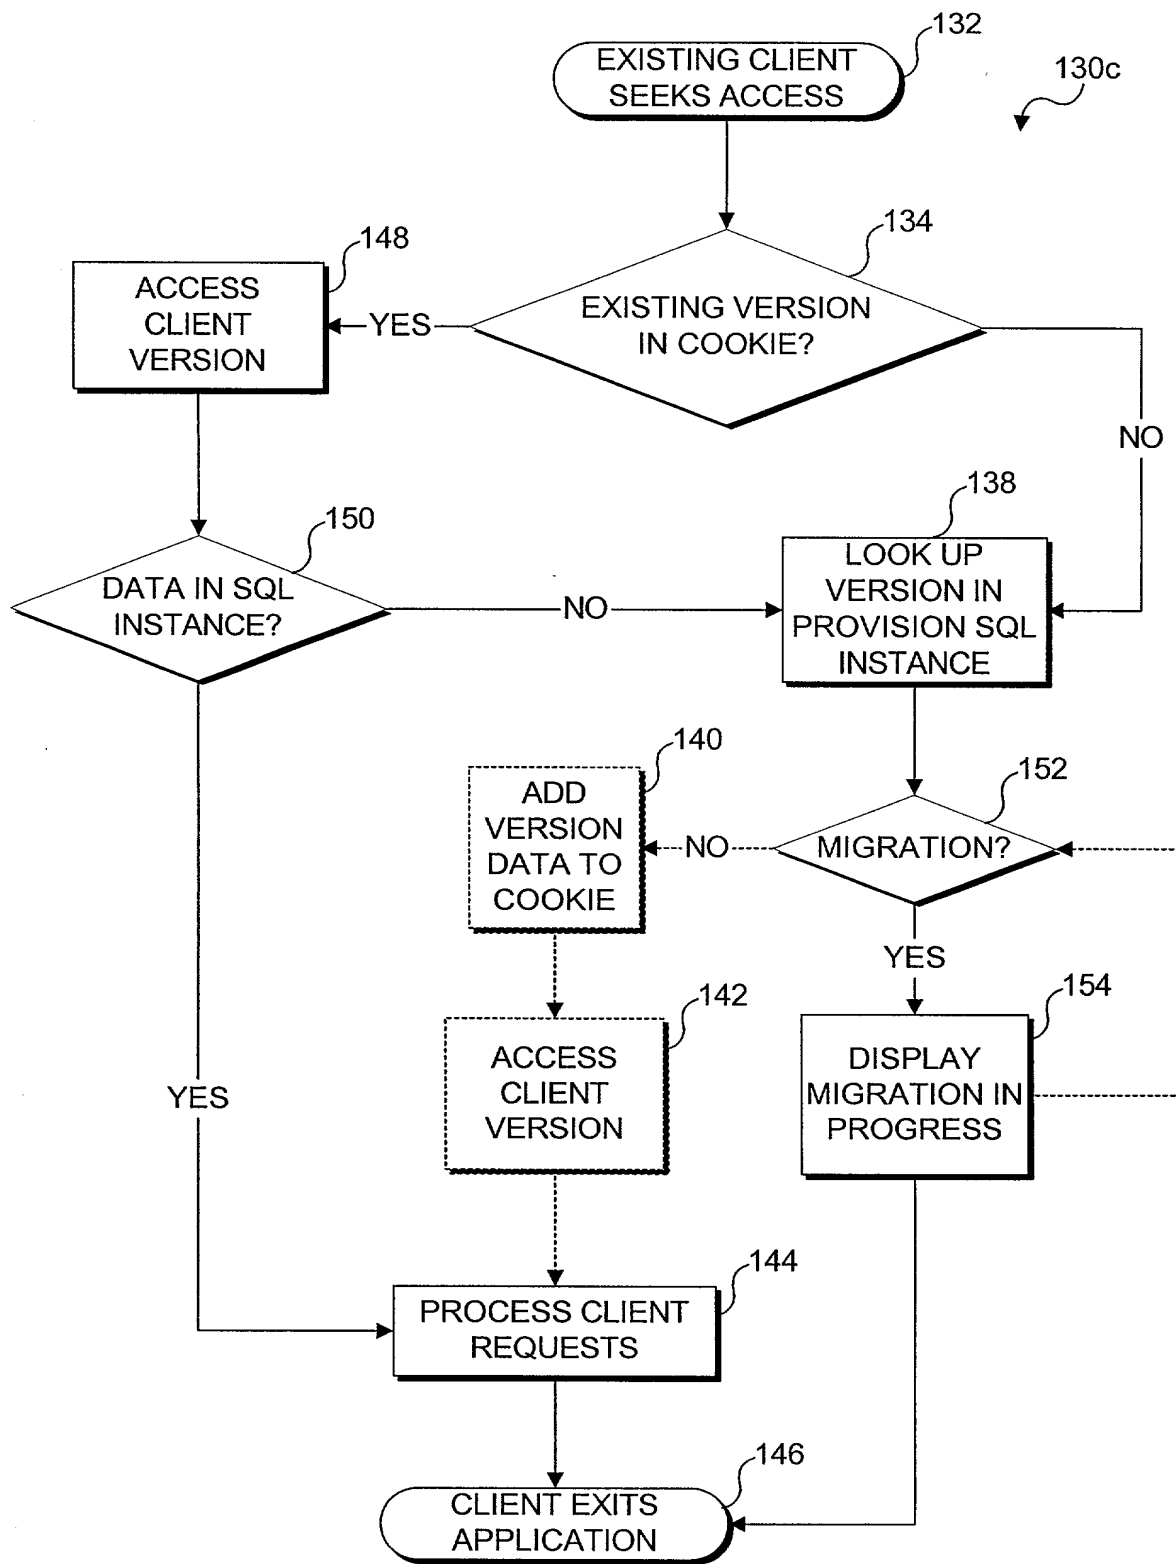 132
EXISTING CLIENT
SEEKS ACCESS
130c
134
EXISTING VERSION
IN COOKIE?
148
ACCESS
CLIENT
VERSION
YES
NO
138
LOOK UP
VERSION IN
PROVISION SQL
INSTANCE
150
DATA IN SQL
INSTANCE?
NO
140
ADD
VERSION
DATA TO
COOKIE
152
MIGRATION?
NO
YES
142
ACCESS
CLIENT
VERSION
154
DISPLAY
MIGRATION IN
PROGRESS
YES
144
PROCESS CLIENT
REQUESTS
146
CLIENT EXITS
APPLICATION